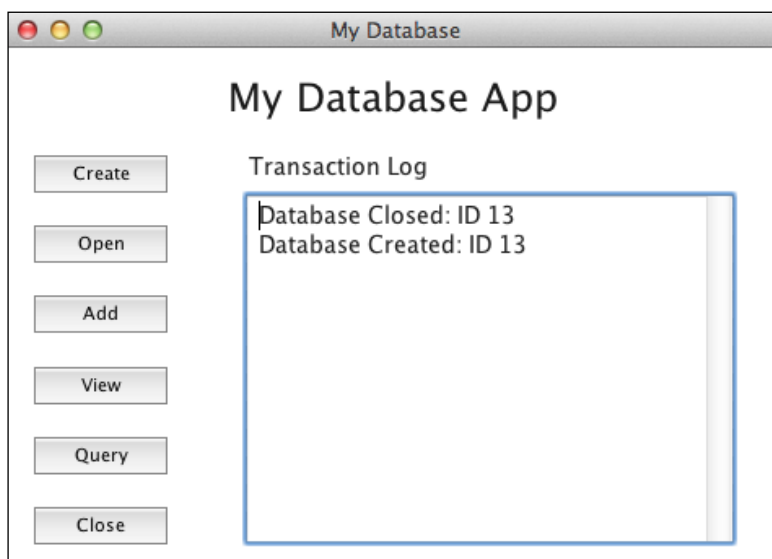 My Database
My Database App
Create
Open
Add
View
Query
Close
Transaction Log
Database Closed: ID 13
Database Created: ID 13